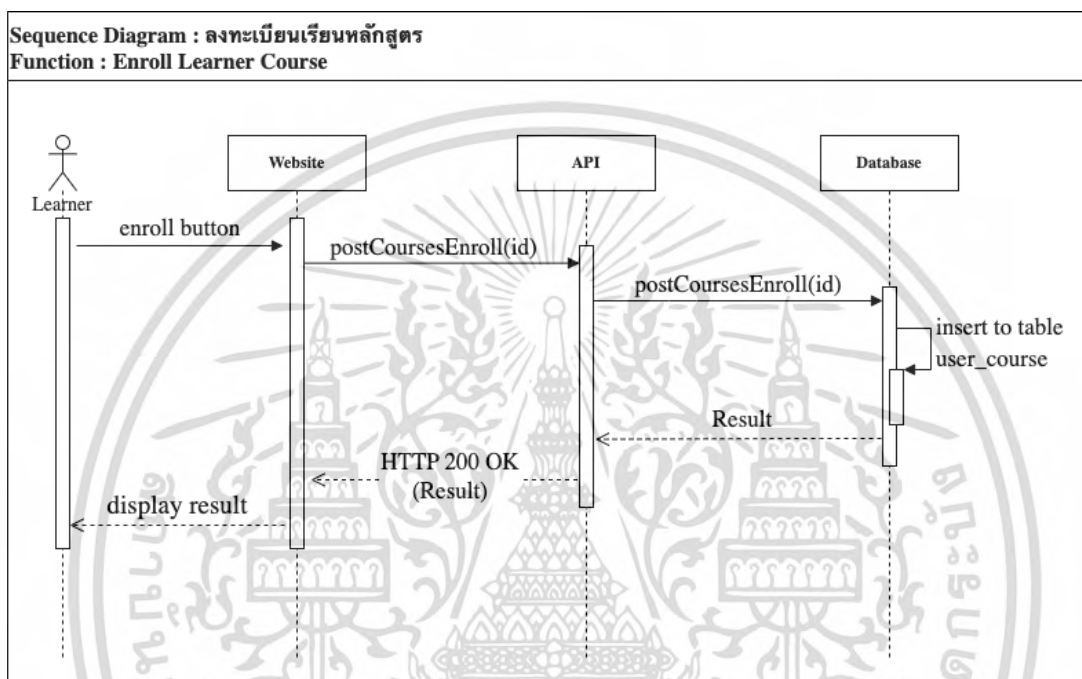 Sequence Diagram : ลงทะเบียนเรียนหลักสูตร
Function : Enroll Learner Course
Learner
Website
API
Database
enroll button
postCoursesEnroll(id)
postCoursesEnroll(id)
insert to table
user_course
Result
HTTP 200 OK
(Result)
display result